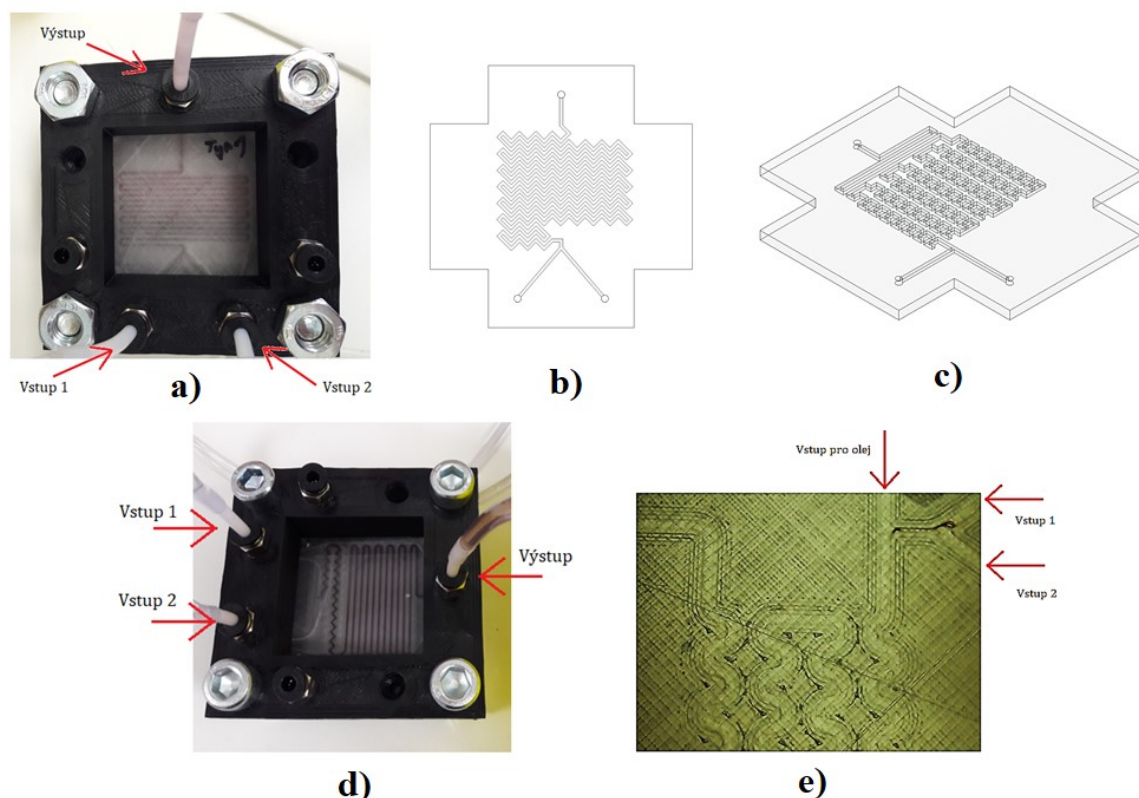 Výstup
Vstup 1
Vstup 2
a)
b)
c)
Vstup 1
Vstup 2
Výstup
d)
Vstup pro olej
Vstup 1
Vstup 2
e)